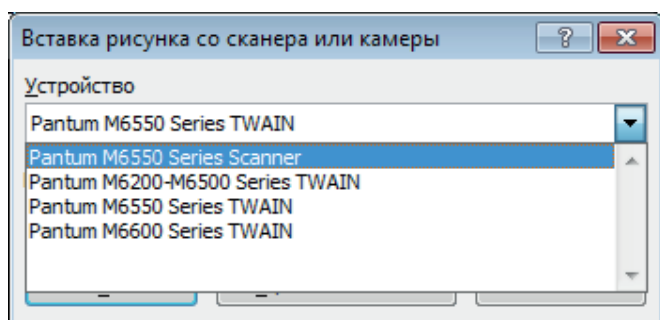 Вставка рисунка со сканера или камеры
Устройство
Pantum M6550 Series TWAIN
Pantum M6550 Series Scanner
Pantum M6200-M6500 Series TWAIN
Pantum M6550 Series TWAIN
Pantum M6600 Series TWAIN